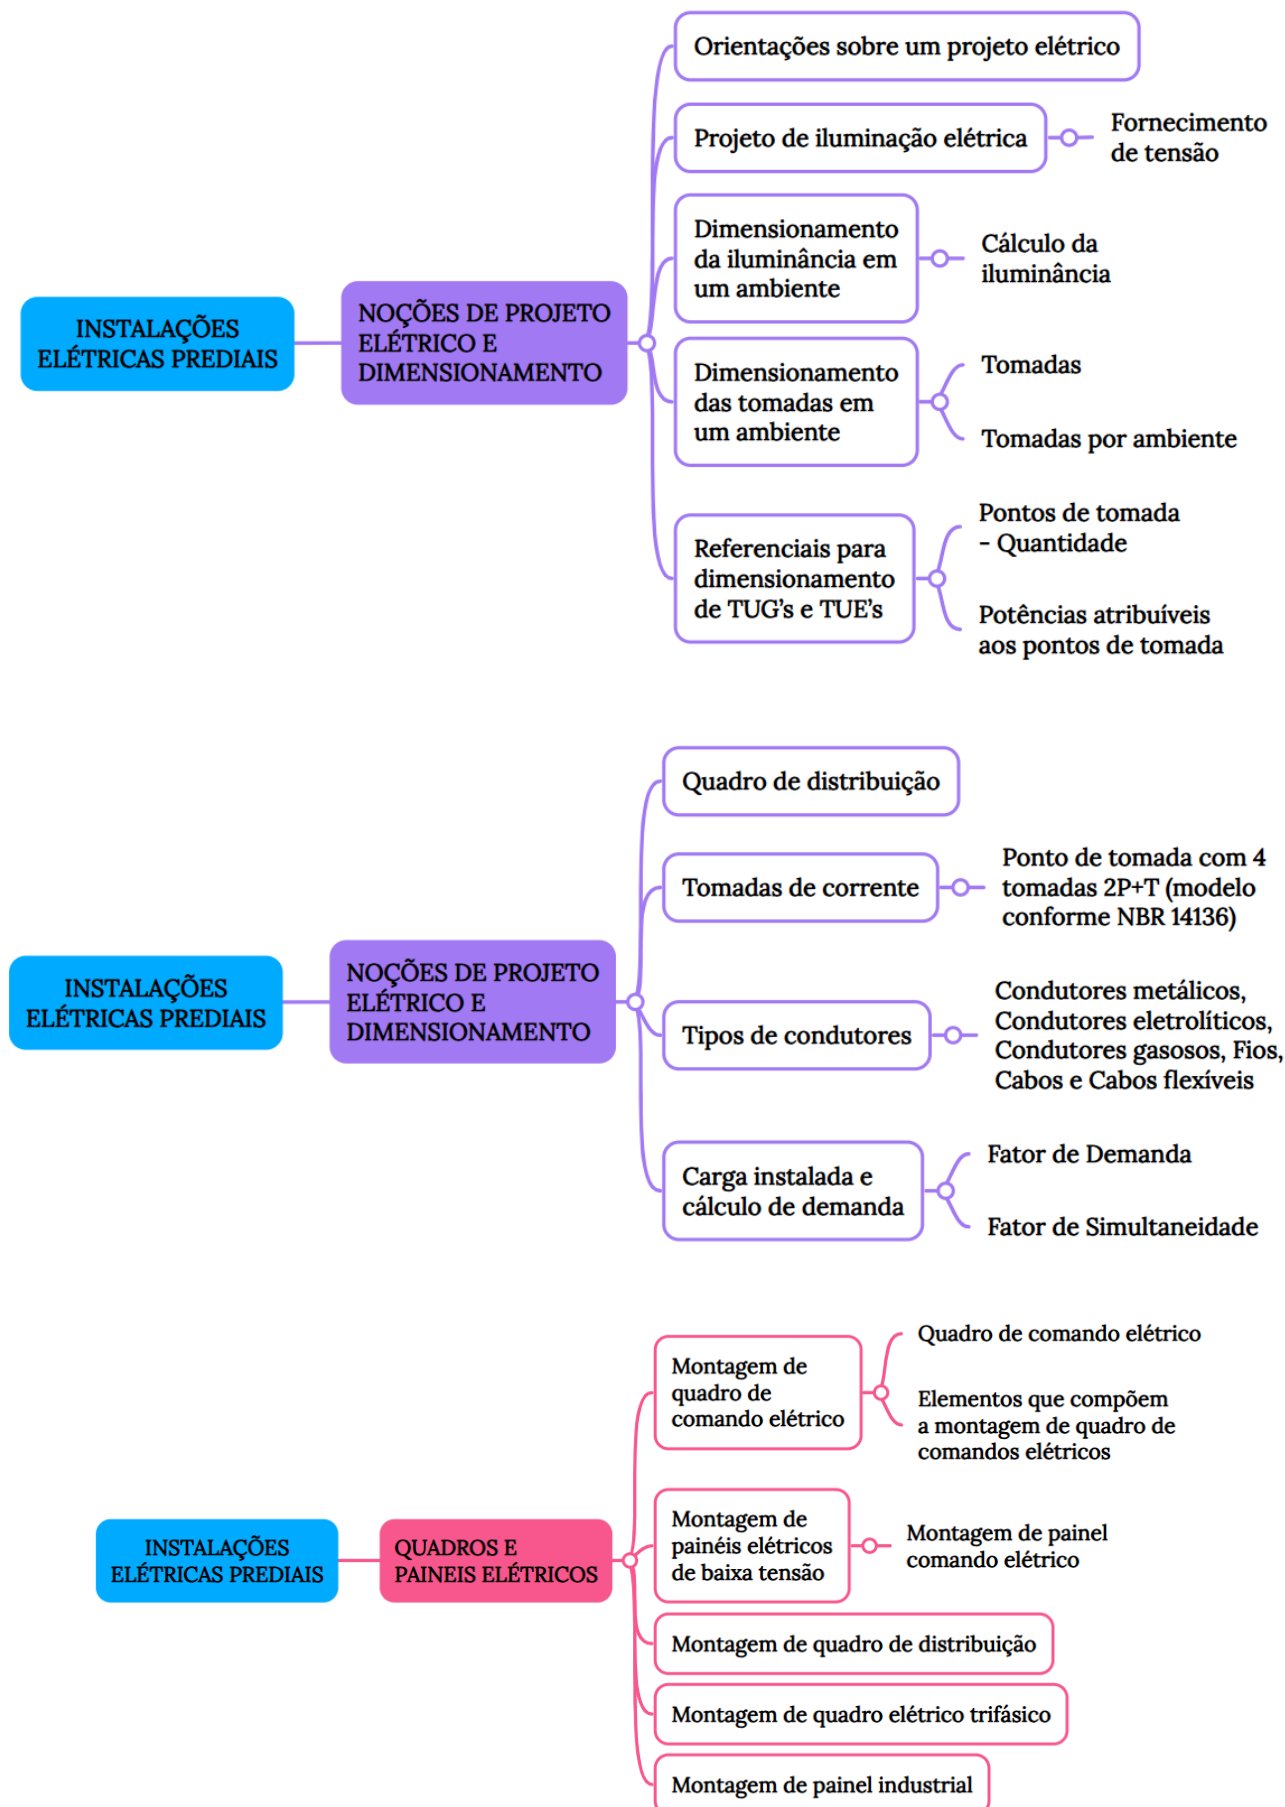 INSTALAÇÕES
ELÉTRICAS PREDIAIS
NOÇÕES DE PROJETO
ELÉTRICO E
DIMENSIONAMENTO
Orientações sobre um projeto elétrico
Projeto de iluminação elétrica
Fornecimento
de tensão
Dimensionamento
da iluminância em
um ambiente
Cálculo da
iluminância
Dimensionamento
das tomadas em
um ambiente
Tomadas
Tomadas por ambiente
Referenciais para
dimensionamento
de TUG's e TUE's
Pontos de tomada
- Quantidade
Potências atribuíveis
aos pontos de tomada
INSTALAÇÕES
ELÉTRICAS PREDIAIS
NOÇÕES DE PROJETO
ELÉTRICO E
DIMENSIONAMENTO
Quadro de distribuição
Tomadas de corrente
Ponto de tomada com 4
tomadas 2P+T (modelo
conforme NBR 14136)
Tipos de condutores
Condutores metálicos,
Condutores eletrolíticos,
Condutores gasosos, Fios,
Cabos e Cabos flexíveis
Carga instalada e
cálculo de demanda
Fator de Demanda
Fator de Simultaneidade
INSTALAÇÕES
ELÉTRICAS PREDIAIS
QUADROS E
PAINEIS ELÉTRICOS
Montagem de
quadro de
comando elétrico
Quadro de comando elétrico
Elementos que compõem
a montagem de quadro de
comandos elétricos
Montagem de
painéis elétricos
de baixa tensão
Montagem de painel
comando elétrico
Montagem de quadro de distribuição
Montagem de quadro elétrico trifásico
Montagem de painel industrial